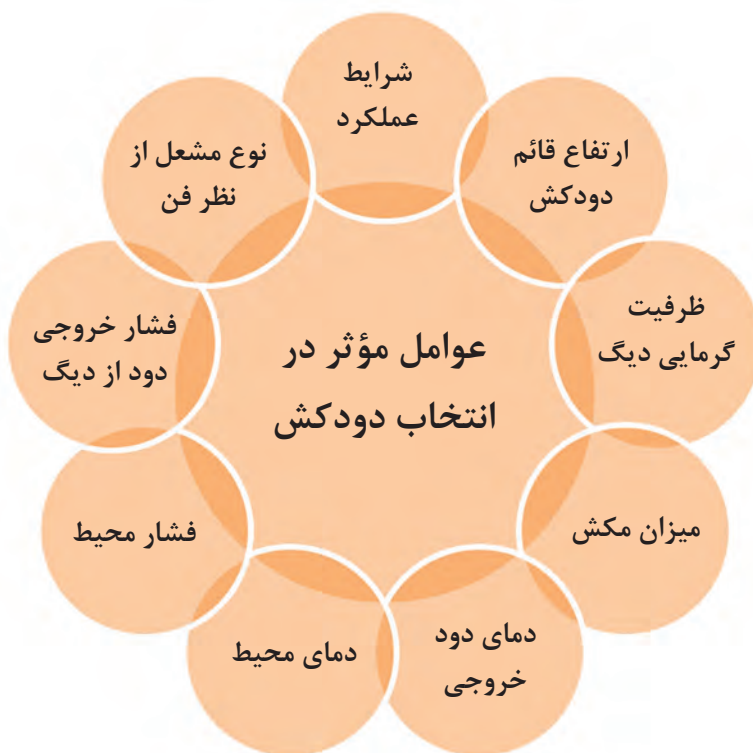 عوامل مؤثر در
انتخاب دودکش
شرایط
عملکرد
ارتفاع قائم
دودکش
ظرفیت
گرمایی دیگ
میزان مکش
دمای دود
خروجی
دمای محیط
فشار محیط
فشار خروجی
دود از دیگ
نوع مشعل از
نظر فن